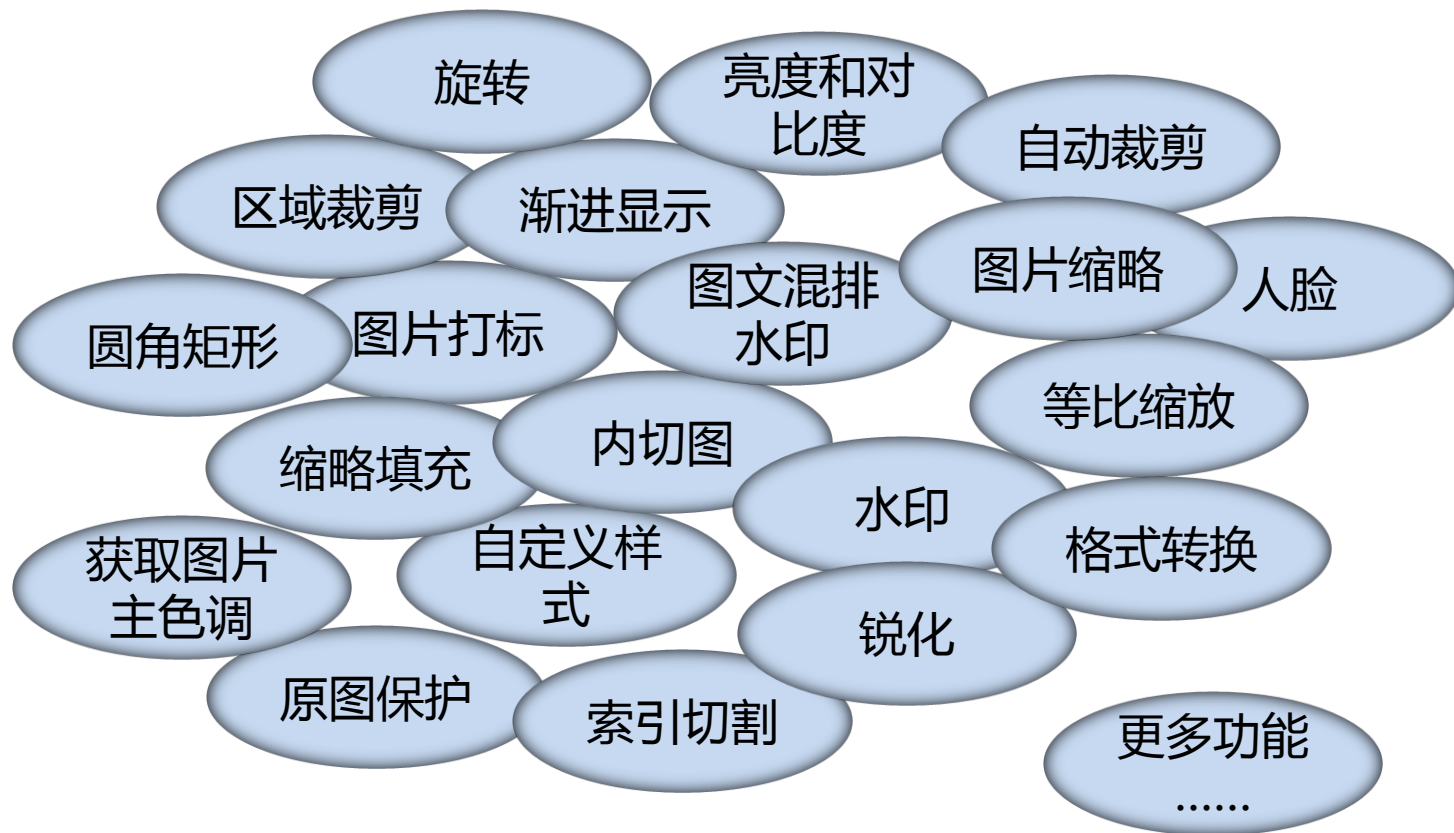 旋转
亮度和对
比度
自动裁剪
区域裁剪
渐进显示
图片缩略
人脸
图文混排
水印
圆角矩形
图片打标
等比缩放
缩略填充
内切图
水印
格式转换
获取图片
主色调
自定义样
式
锐化
原图保护
索引切割
更多功能
......